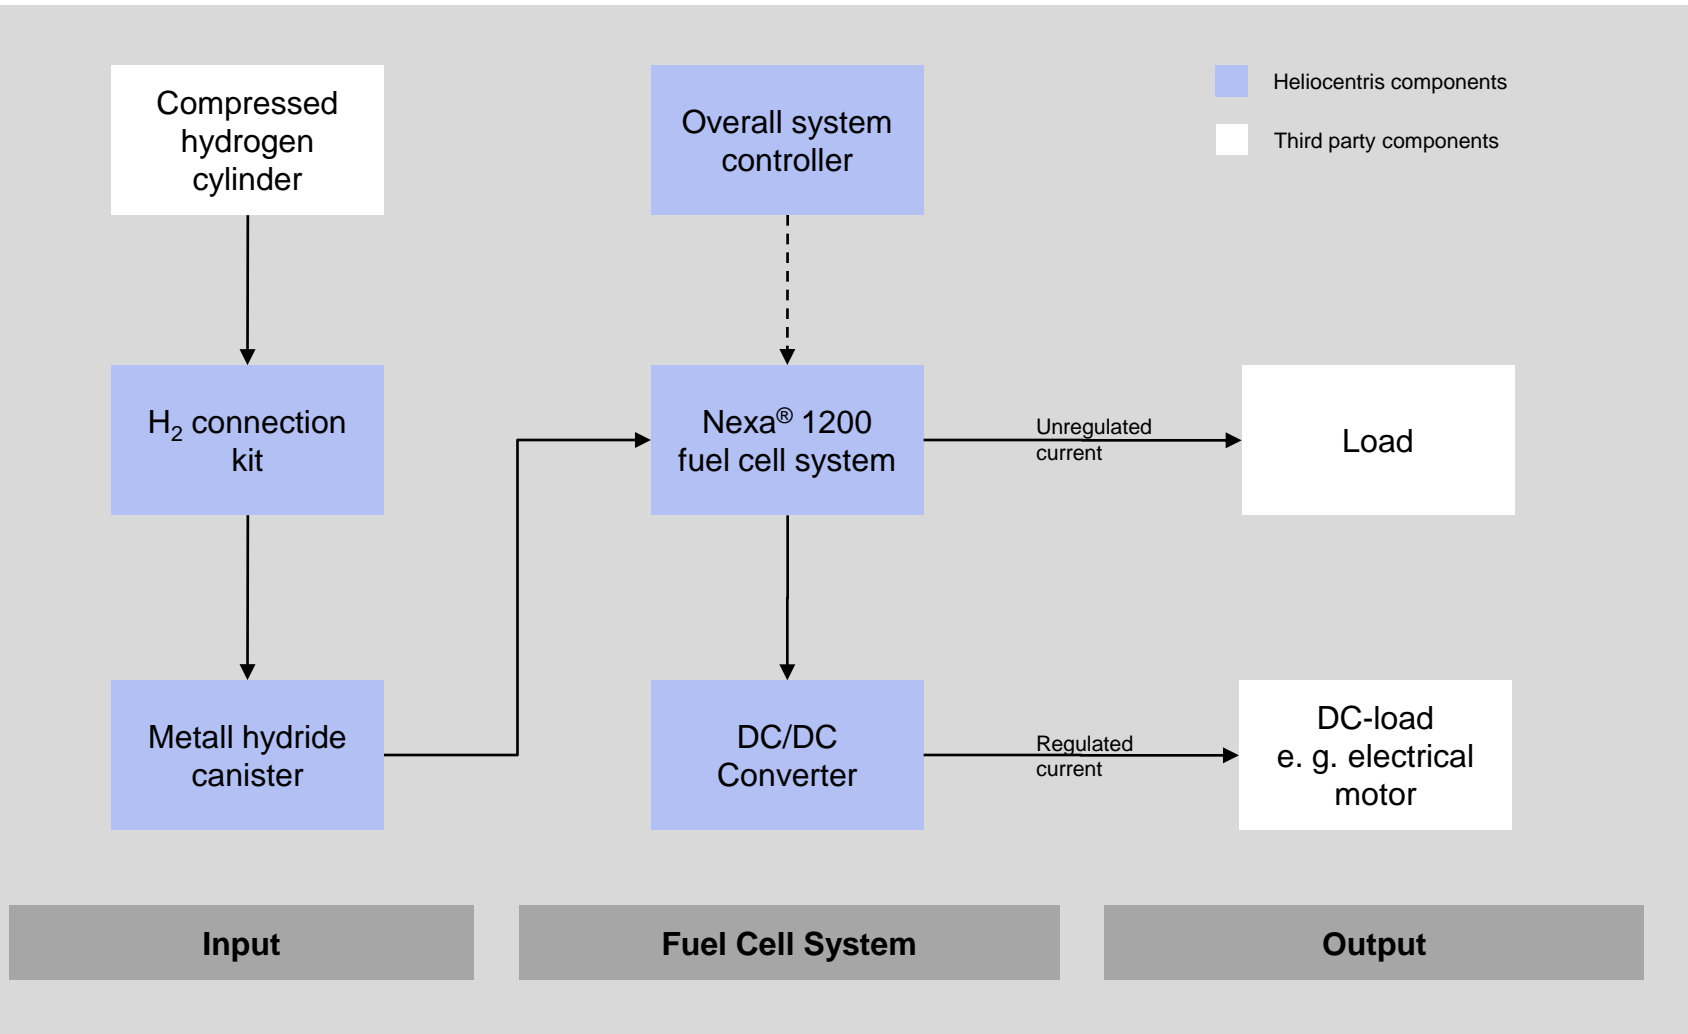 Compressed
hydrogen
cylinder
Overall system
controller
Heliocentris components
Third party components
H₂ connection
kit
Nexa® 1200
fuel cell system
Unregulated
current
Load
Metall hydride
canister
DC/DC
Converter
Regulated
current
DC-load
e. g. electrical
motor
Input
Fuel Cell System
Output